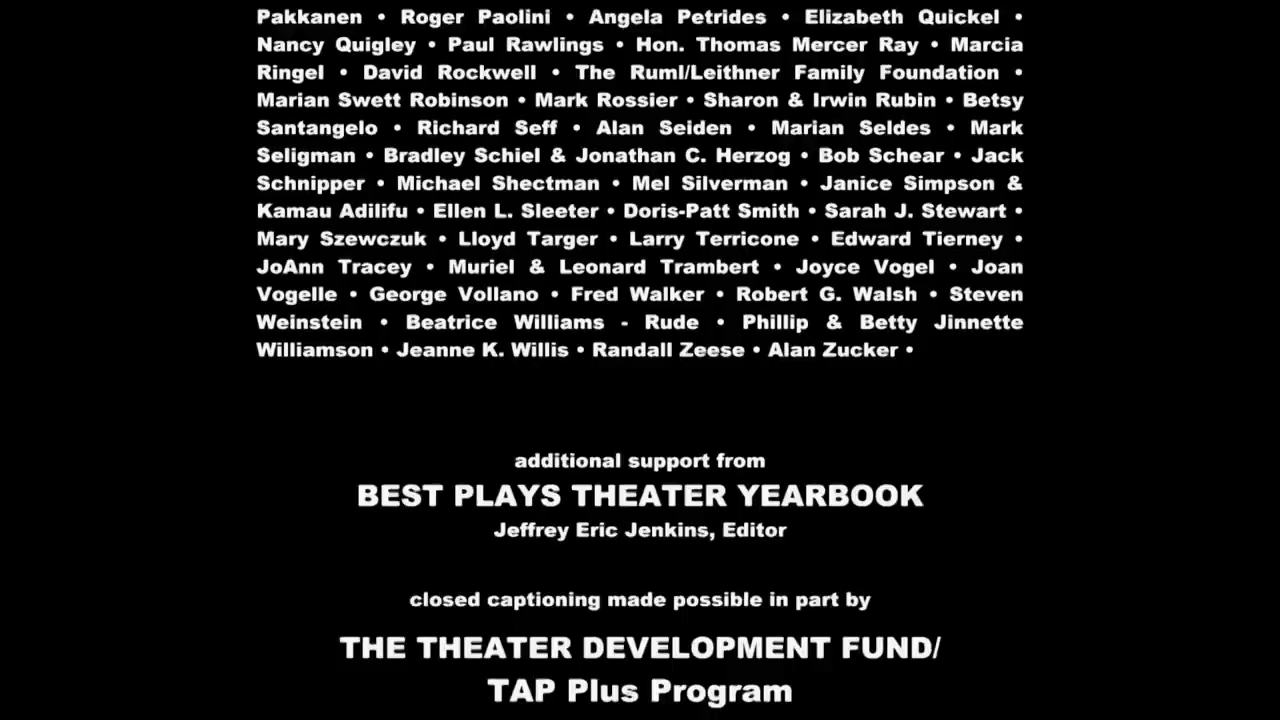 Pakkanen • Roger Paolini • Angela Petrides • Elizabeth Quickel •
Nancy Quigley • Paul Rawlings • Hon. Thomas Mercer Ray • Marcia
Ringel • David Rockwell • The Ruml/Leithner Family Foundation •
Marian Swett Robinson • Mark Rossier • Sharon & Irwin Rubin • Betsy
Santangelo • Richard Seff • Alan Seiden • Marian Seldes • Mark
Seligman • Bradley Schiel & Jonathan C. Herzog • Bob Schear • Jack
Schnipper • Michael Shectman • Mel Silverman • Janice Simpson &
Kamau Adilifu • Ellen L. Sleeter • Doris-Patt Smith • Sarah J. Stewart •
Mary Szewczuk • Lloyd Targer • Larry Terricone • Edward Tierney •
JoAnn Tracey • Muriel & Leonard Trambert • Joyce Vogel • Joan
Vogelle • George Vollano • Fred Walker • Robert G. Walsh • Steven
Weinstein • Beatrice Williams - Rude • Phillip & Betty Jinnette
Williamson • Jeanne K. Willis • Randall Zeese • Alan Zucker •
additional support from
BEST PLAYS THEATER YEARBOOK
Jeffrey Eric Jenkins, Editor
closed captioning made possible in part by
THE THEATER DEVELOPMENT FUND/
TAP Plus Program